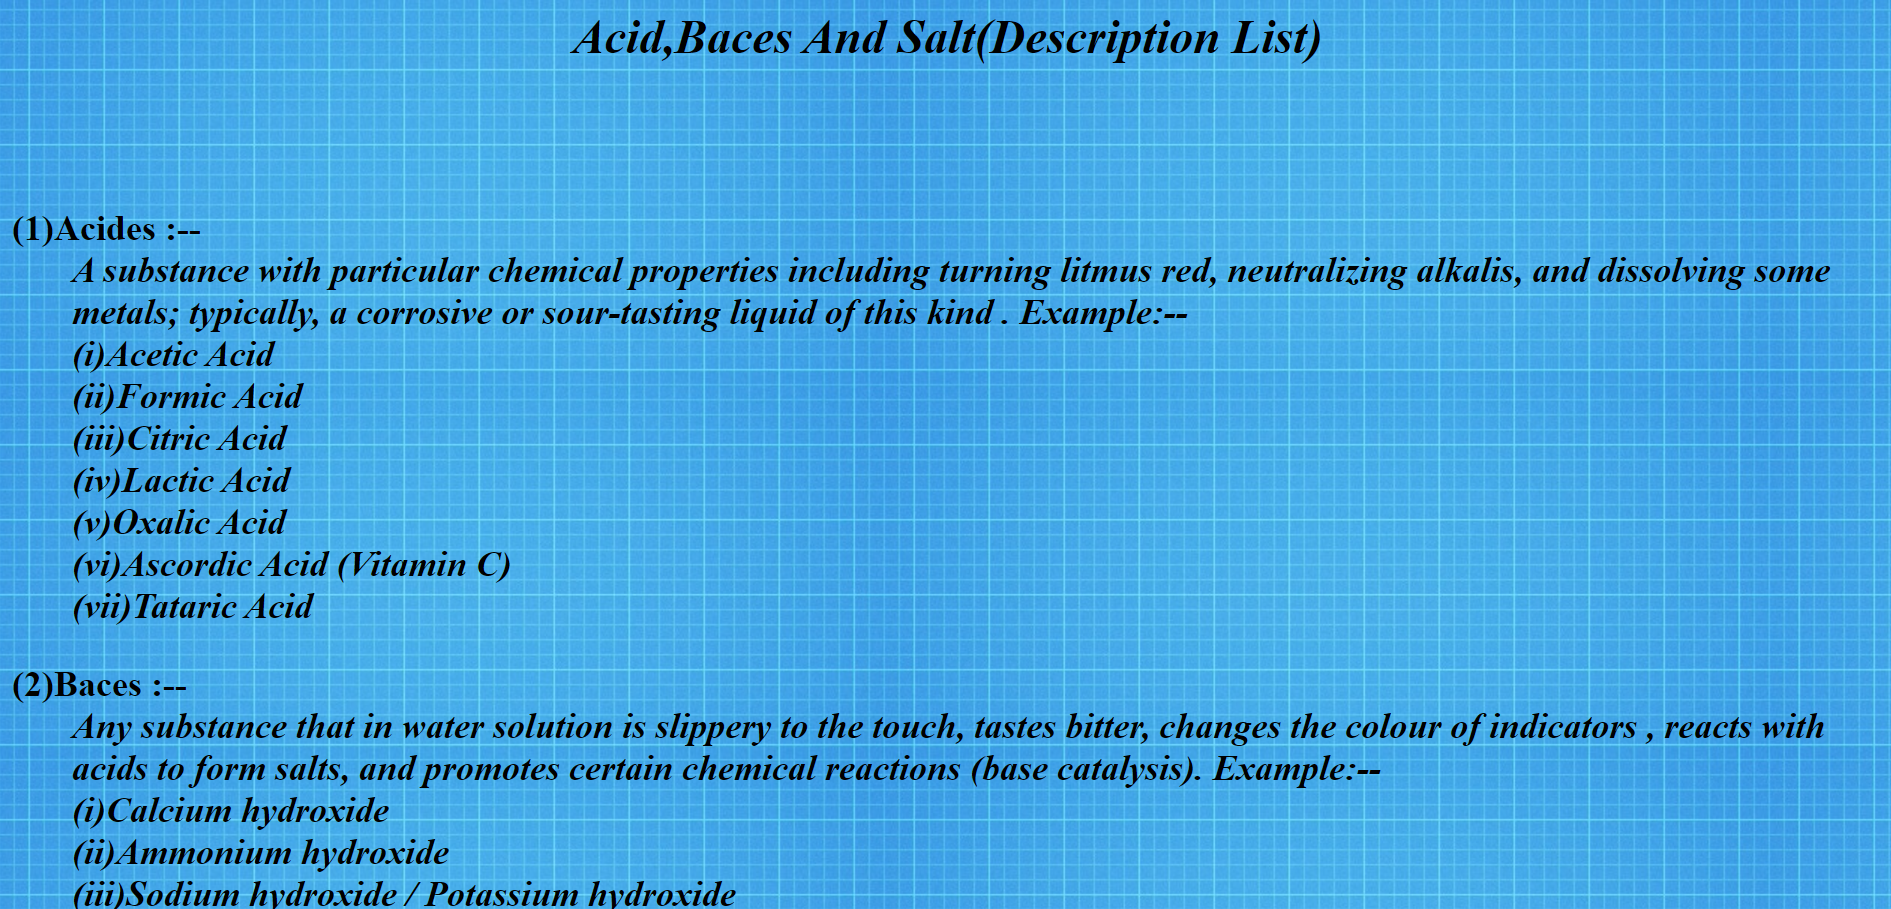 Acid,Baces And Salt(Description List)
(1)Acides :--
A substance with particular chemical properties including turning litmus red, neutralizing alkalis, and dissolving some
metals; typically, a corrosive or sour-tasting liquid of this kind . Example:--
(i)Acetic Acid
(ii)Formic Acid
(iii)Citric Acid
(iv)Lactic Acid
(v)Oxalic Acid
(vi)Ascordic Acid (Vitamin C)
(vii)Tataric Acid
(2)Baces :--
Any substance that in water solution is slippery to the touch, tastes bitter, changes the colour of indicators , reacts with
acids to form salts, and promotes certain chemical reactions (base catalysis). Example:--
(i)Calcium hydroxide
(ii)Ammonium hydroxide
(iii)Sodium hydroxide / Potassium hydroxide